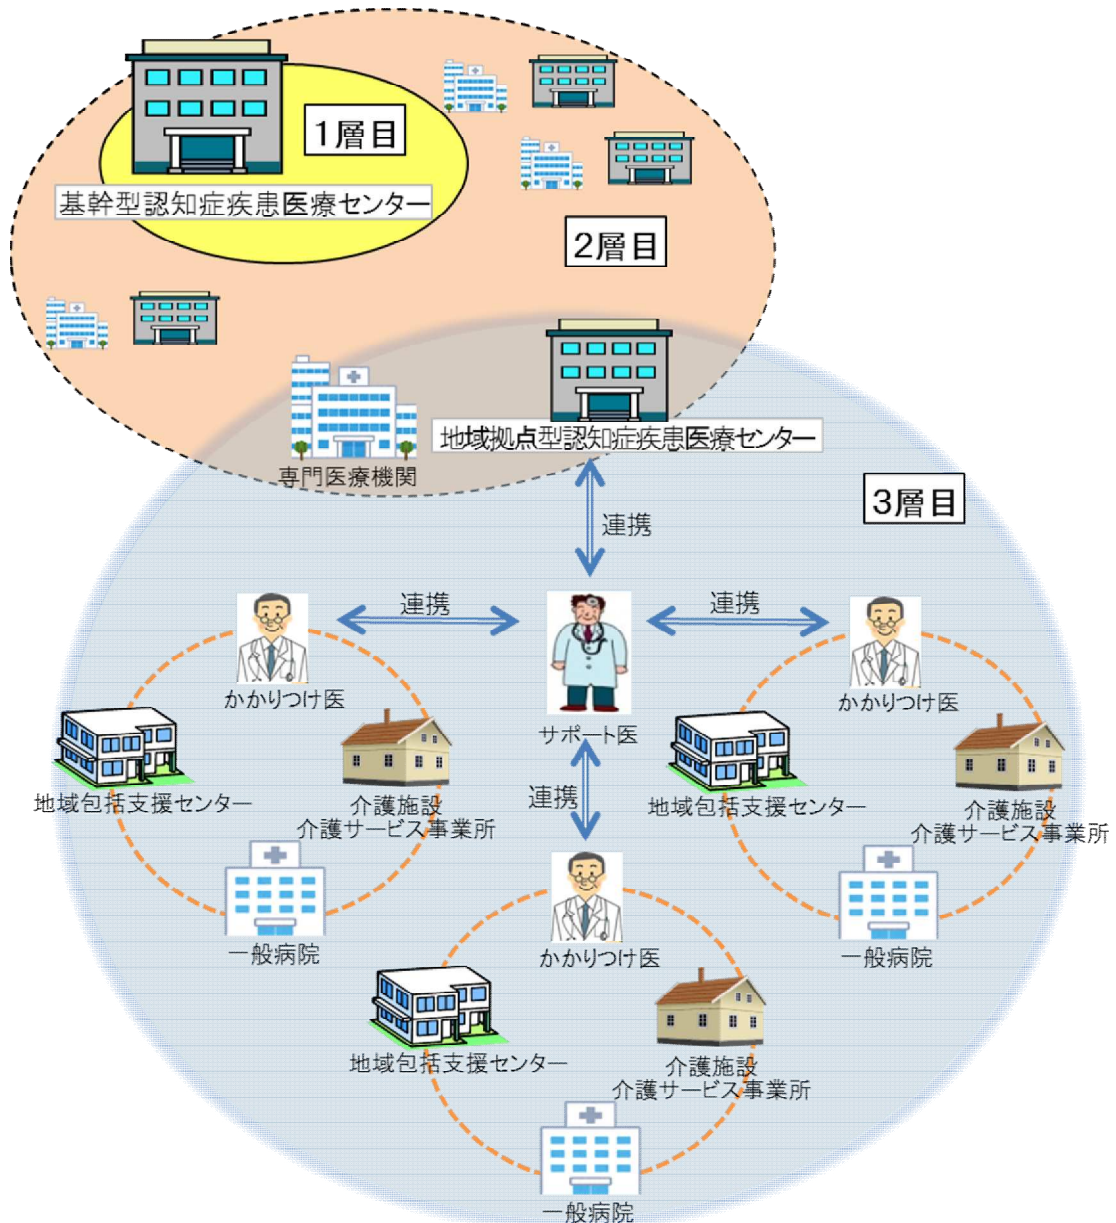 1層目
基幹型認知症疾患医療センター
2層目
地域拠点型認知症疾患医療センター
専門医療機関
3層目
連携
連携
連携
かかりつけ医
サポート医
かかりつけ医
地域包括支援センター
介護施設
介護サービス事業所
一般病院
連携
地域包括支援センター
介護施設
介護サービス事業所
一般病院
かかりつけ医
地域包括支援センター
介護施設
介護サービス事業所
一般病院